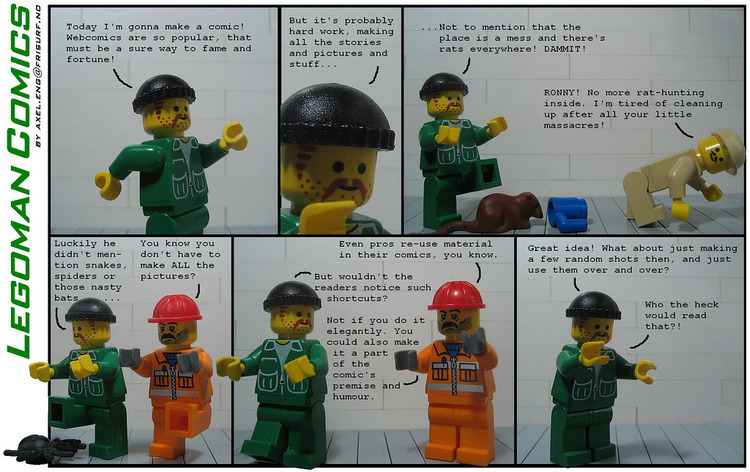 LEGOMAN COMICS
BY AXEL.ENG@FRISURF.NO
Today I'm gonna make a comic!
Webcomics are so popular, that
must be a sure way to fame and
fortune!
But it's probably
hard work, making
all the stories
and pictures and
stuff...
...Not to mention that the
place is a mess and there's
rats everywhere! DAMMIT!
RONNY! No more rat-hunting
inside. I'm tired of cleaning
up after all your little
massacres!
Luckily he
didn't men-
tion snakes,
spiders or
those nasty
bats......
You know you
don't have to
make ALL the
pictures?
Even pros re-use material
in their comics, you know.
But wouldn't the
readers notice such
shortcuts?
Not if you do it
elegantly. You
could also make
it a part
of the
comic's
premise and
humour.
Great idea! What about just making
a few random shots then, and just
use them over and over?
Who the heck
would read
that?!